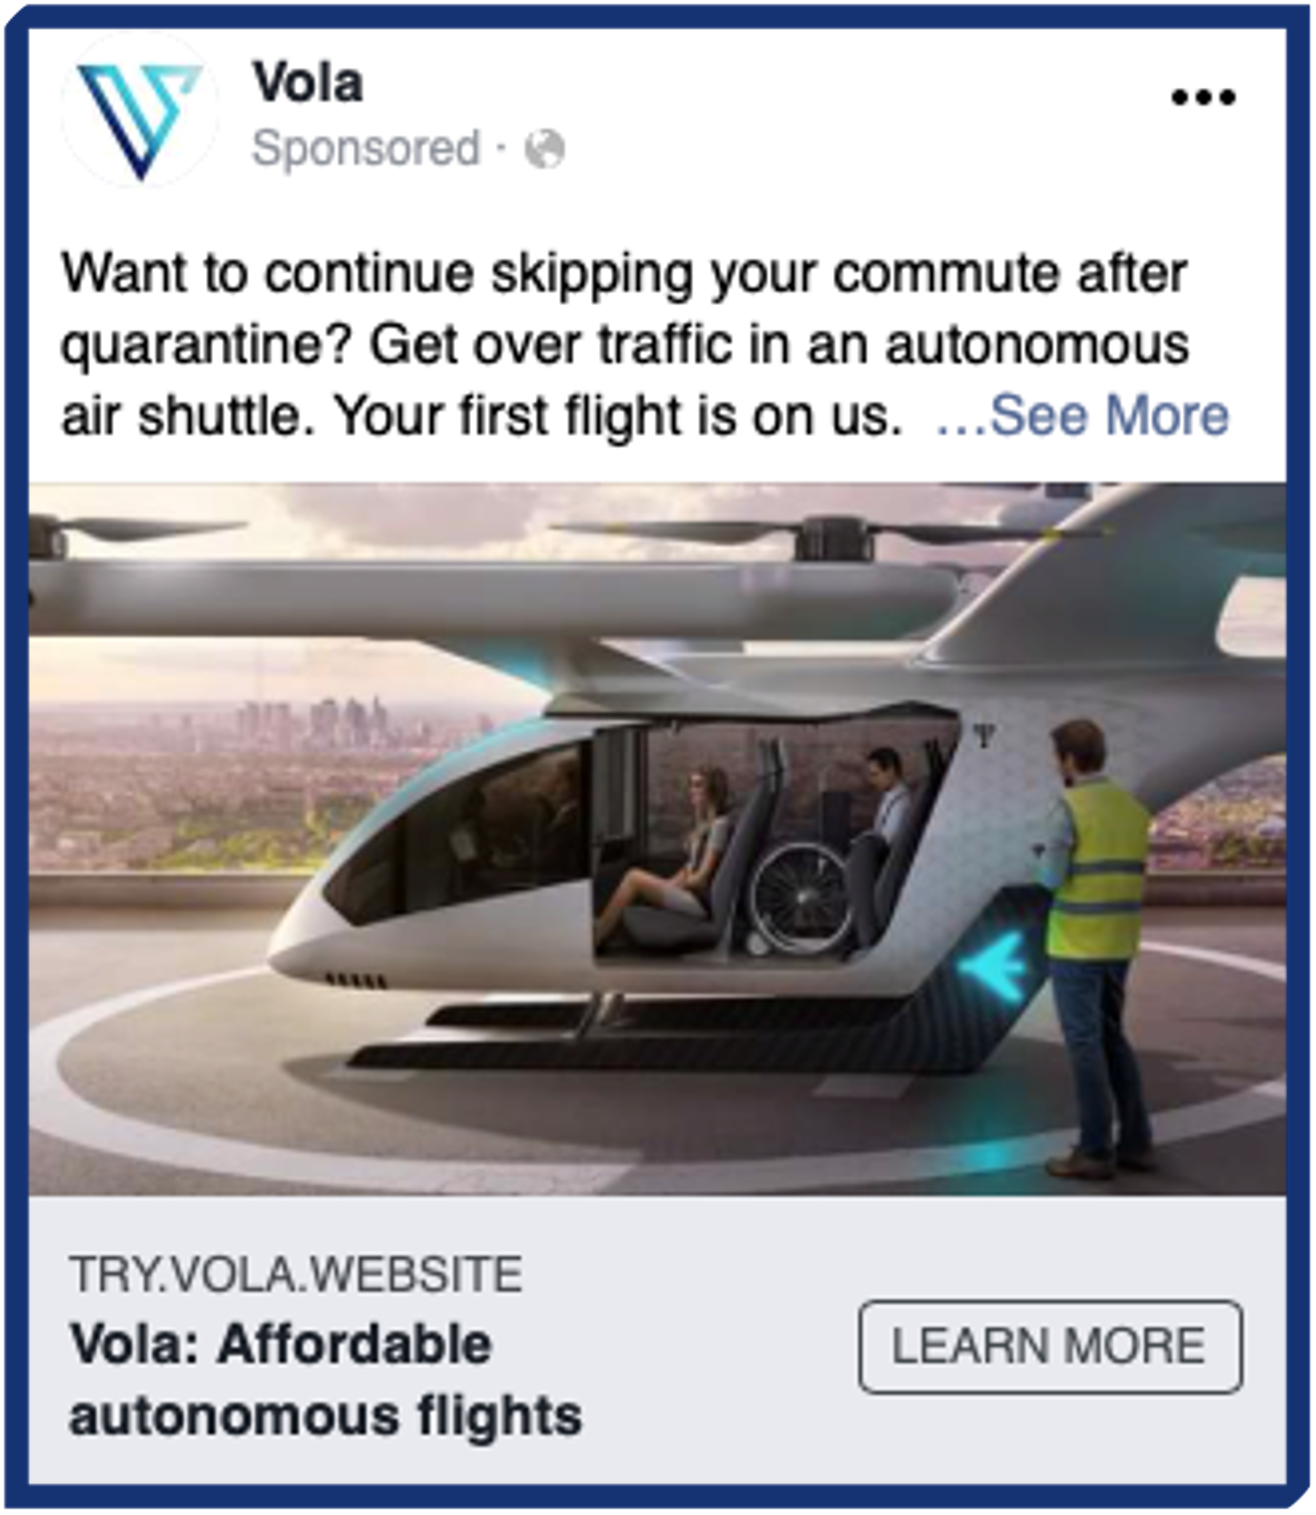 Vola
Sponsored ·
Want to continue skipping your commute after
quarantine? Get over traffic in an autonomous
air shuttle. Your first flight is on us. ...See More
TRY.VOLA.WEBSITE
Vola: Affordable
autonomous flights
LEARN MORE